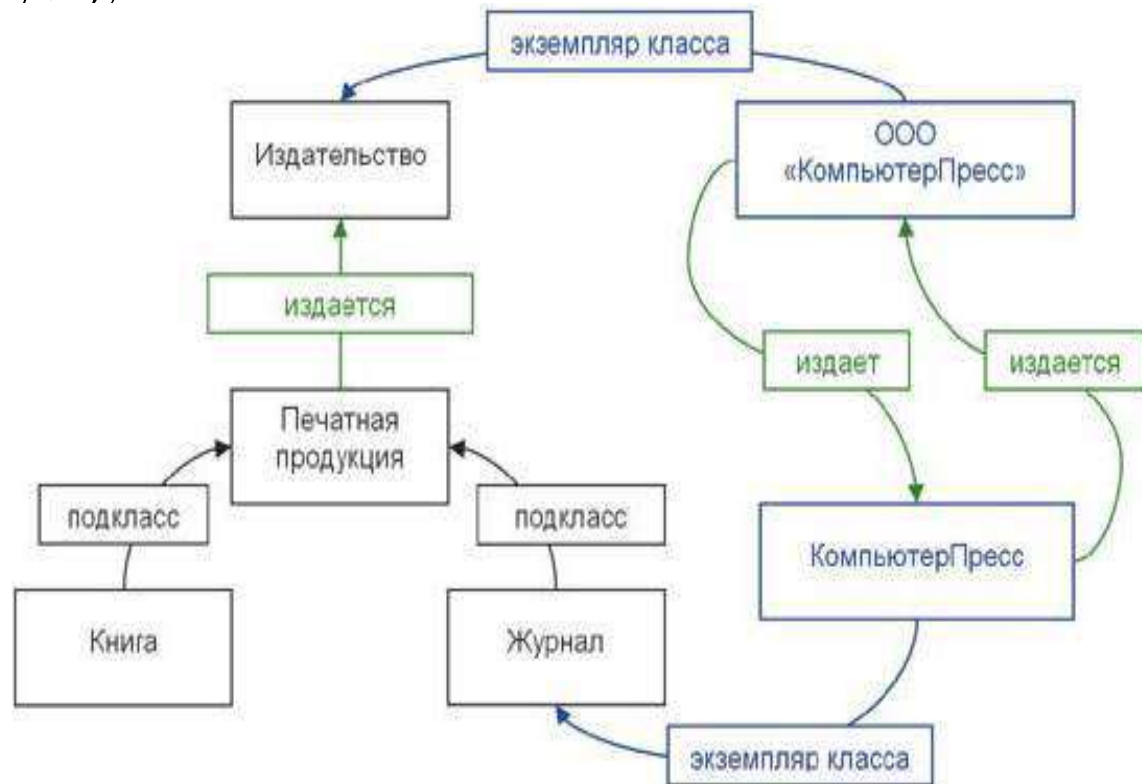 экземпляр класса
Издательство
ООО
«КомпьютерПресс»
издается
издает
издается
Печатная
продукция
подкласс
подкласс
КомпьютерПресс
Книга
Журнал
экземпляр класса